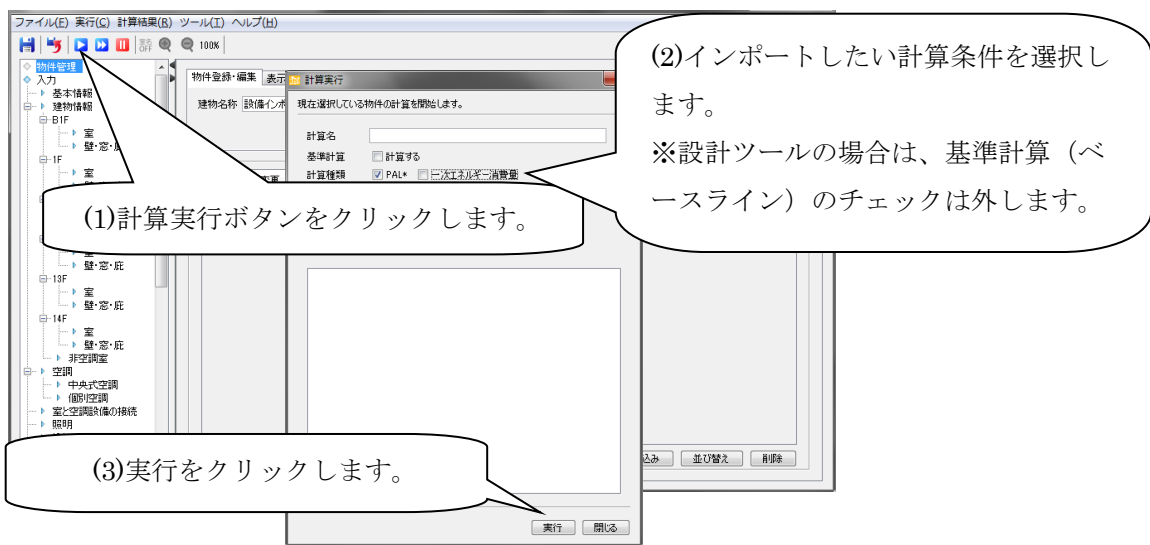 ファイル(F) 実行(C) 計算結果(R) ツール(T) ヘルプ(H)
100%
物件管理
入力
基本情報
建物情報
B1F
室
壁・窓・庇
1F
室
壁・窓・庇
13F
室
壁・窓・庇
14F
室
壁・窓・庇
非空調室
空調
中央式空調
個別空調
室と空調設備の接続
照明
物件登録・編集 表示
建物名称 設備インポ
計算実行
現在選択している物件の計算を開始します。
計算名
基準計算 計算する
計算種類 PAL* 一次エネルギー消費量
(1)計算実行ボタンをクリックします。
(2)インポートしたい計算条件を選択し
ます。
※設計ツールの場合は、基準計算（ベ
ースライン）のチェックは外します。
(3)実行をクリックします。
込み 並び替え 削除
実行 閉じる